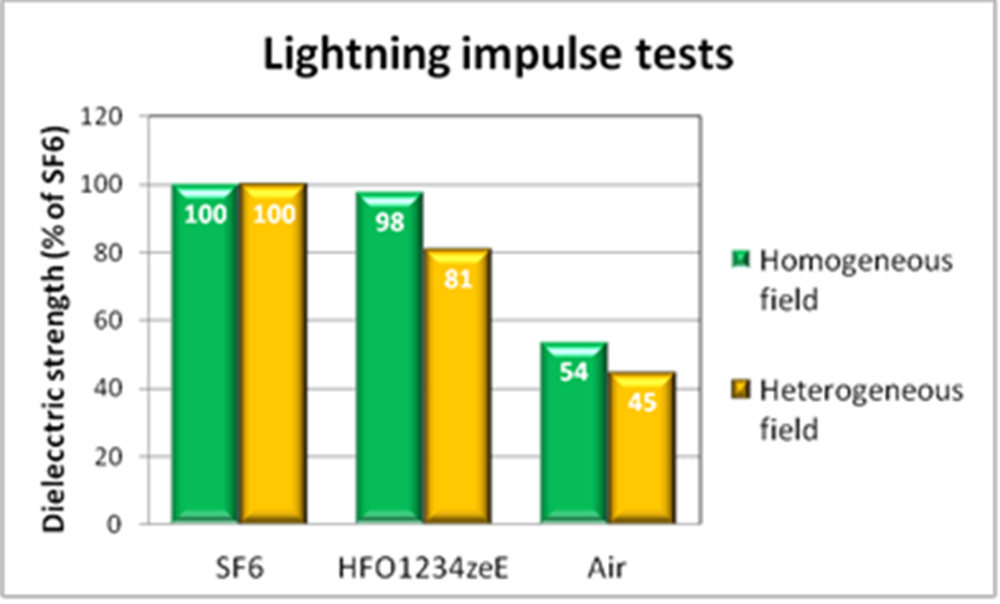 Lightning impulse tests
Dielecctric strength (% of SF6)
120
100
80
60
40
20
0
100
100
98
81
54
45
SF6
HFO1234zeE
Air
Homogeneous
field
Heterogeneous
field